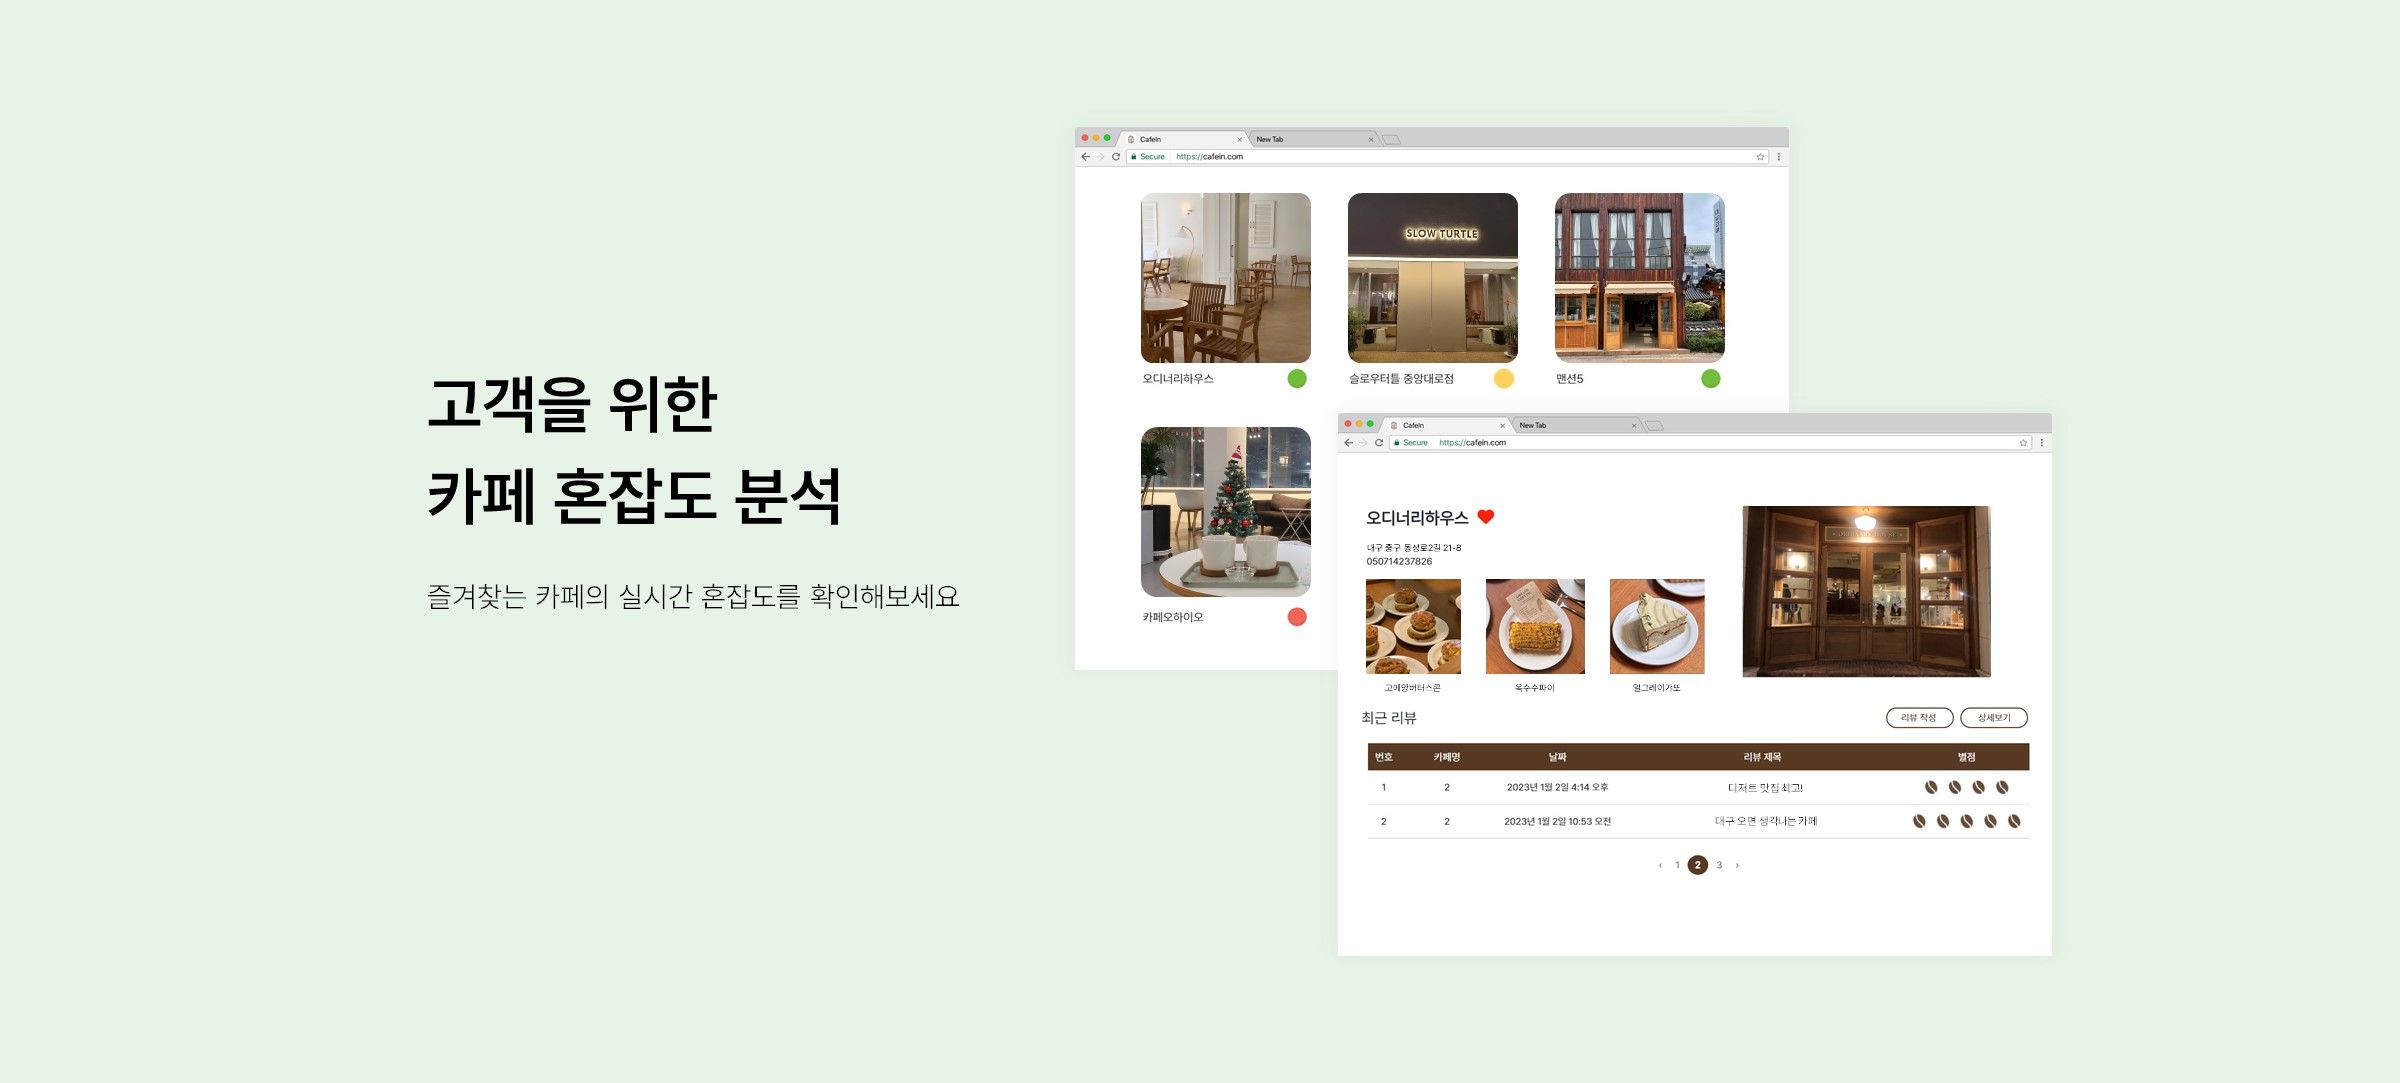 고객을 위한
카페 혼잡도 분석
즐겨찾는 카페의 실시간 혼잡도를 확인해보세요
Cafein
New Tab
Secure https://cafein.com
SLOW TURTLE
오디너리하우스
슬로우터틀 중앙대로점
맨션5
카페오하이오
Cafein
New Tab
Secure https://cafein.com
오디너리하우스
대구 중구 동성로2길 21-8
050714237826
고메양버터스콘
옥수수파이
얼그레이가또
최근 리뷰
리뷰 작성
상세보기
번호 카페명 날짜 리뷰 제목 별점
1 2 2023년 1월 2일 4:14 오후 디저트 맛집 최고!
2 2 2023년 1월 2일 10:53 오전 대구 오면 생각나는 카페
‹ 1 2 3 ›